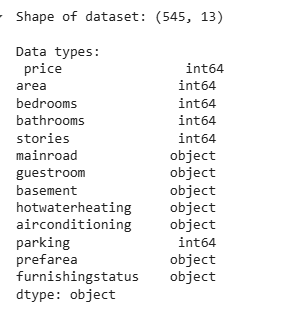 Shape of dataset: (545, 13)
Data types:
price int64
area int64
bedrooms int64
bathrooms int64
stories int64
mainroad object
guestroom object
basement object
hotwaterheating object
airconditioning object
parking int64
prefarea object
furnishingstatus object
dtype: object